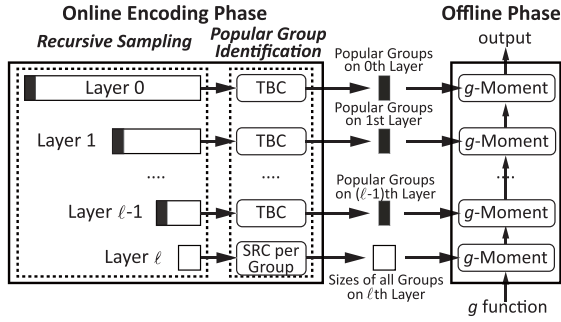 Online Encoding Phase
Offline Phase
Recursive Sampling
Popular Group
Identification
output
Popular Groups
on 0th Layer
Layer 0
TBC
g-Moment
Popular Groups
on 1st Layer
Layer 1
TBC
g-Moment
....
....
....
Popular Groups
on (ℓ-1)th Layer
Layer ℓ-1
TBC
g-Moment
Layer ℓ
SRC per
Group
g-Moment
Sizes of all Groups
on ℓth Layer
g function